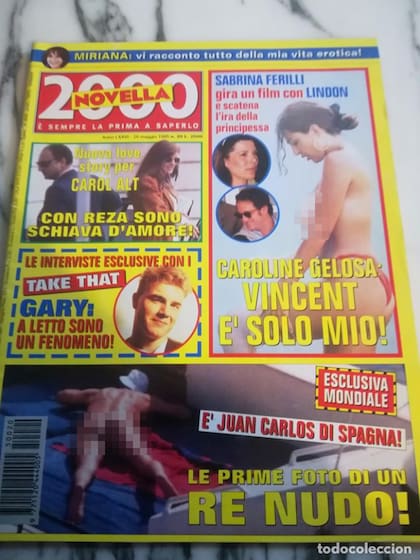 MIRIANA: vi racconto tutto della mia vita erotica!
NOVELLA
2000
È SEMPRE LA PRIMA A SAPERLO
Nuova love
story per
CAROL ALT
CON REZA SONO
SCHIAVA D'AMORE!
SABRINA FERILLI
gira un film con LINDON
e scatena
l'ira della
principessa
CAROLINE GELOSA:
VINCENT
E' SOLO MIO!
LE INTERVISTE ESCLUSIVE CON I
TAKE THAT
GARY:
A LETTO SONO
UN FENOMENO!
ESCLUSIVA
MONDIALE
E' JUAN CARLOS DI SPAGNA!
LE PRIME FOTO DI UN
RE NUDO!
50020
todocoleccion